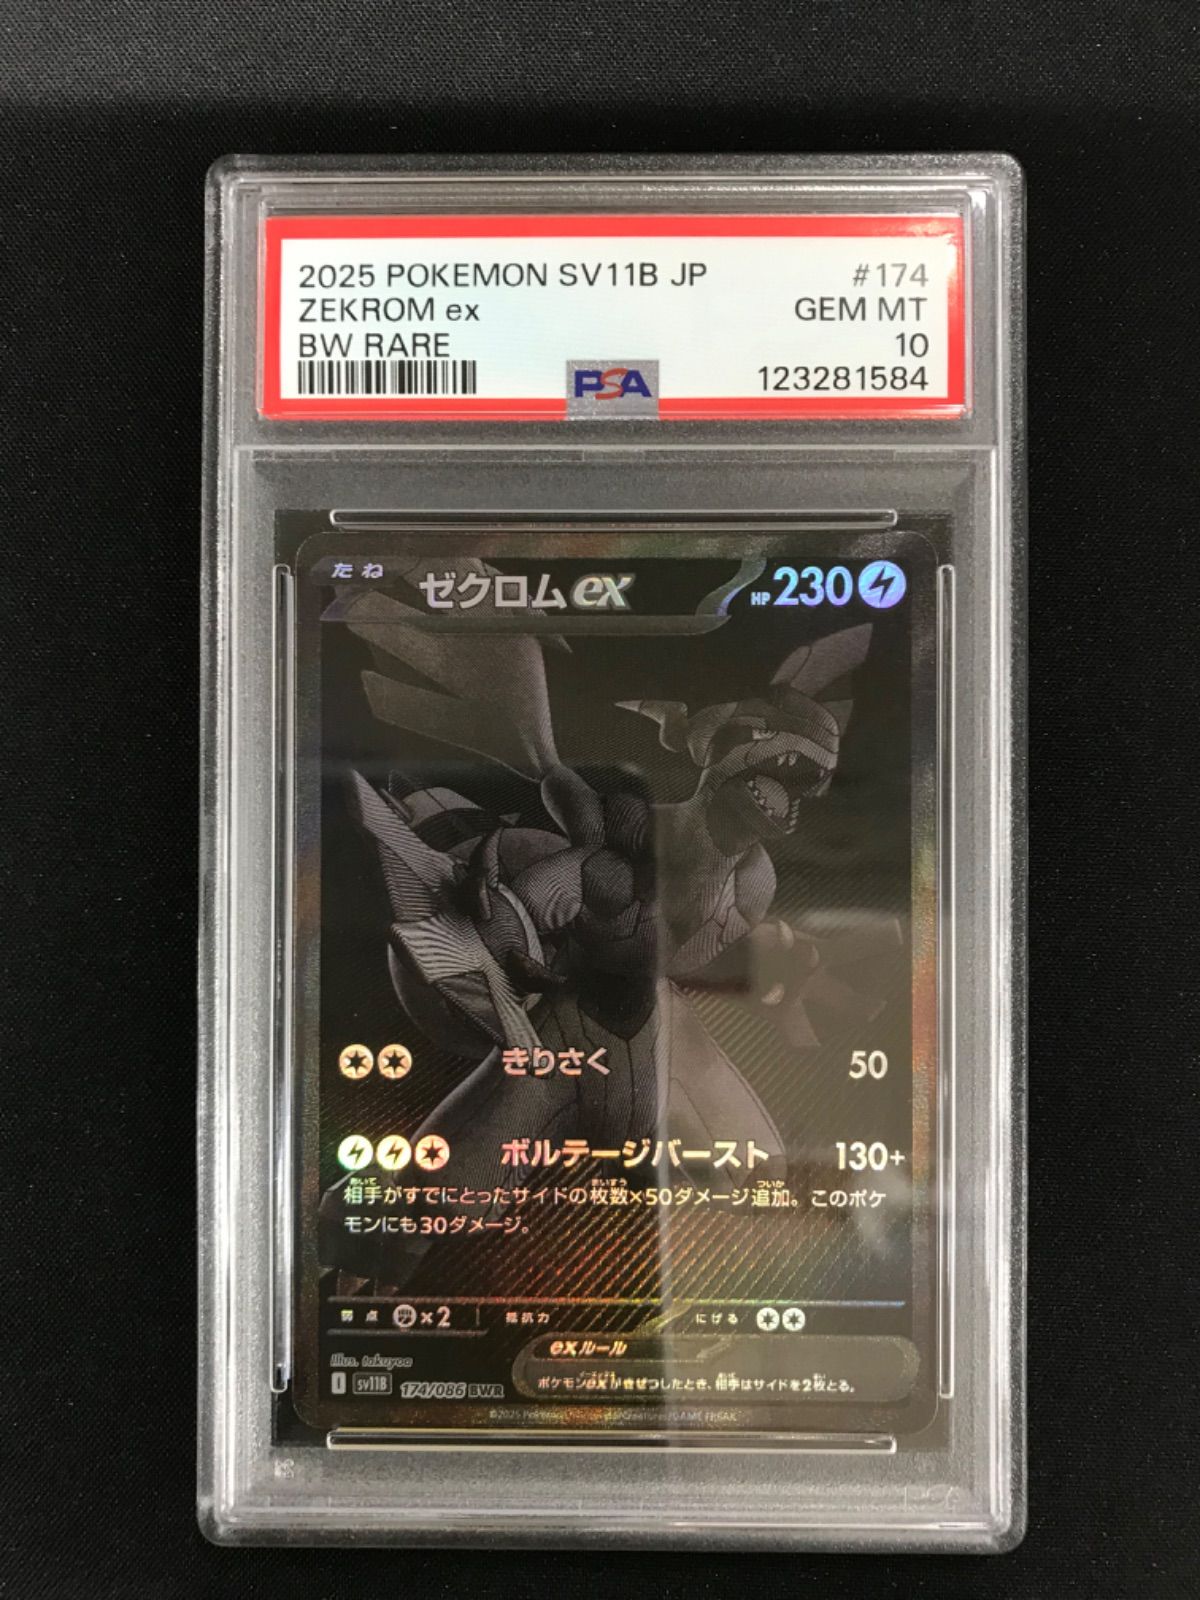 2025 POKEMON SV11B JP #174
ZEKROM ex GEM MT
BW RARE 10
PSA 123281584
たね ゼクロムex HP 230
きりさく 50
ボルテージバースト 130+
相手がすでにとったサイドの枚数×50ダメージ追加。このポケ
モンにも30ダメージ。
弱点 ×2 抵抗力 にげる
Illus. takuyoa
exルール
I sv11B 174/086 BWR
ポケモンexがきぜつしたとき、相手はサイドを2枚とる。